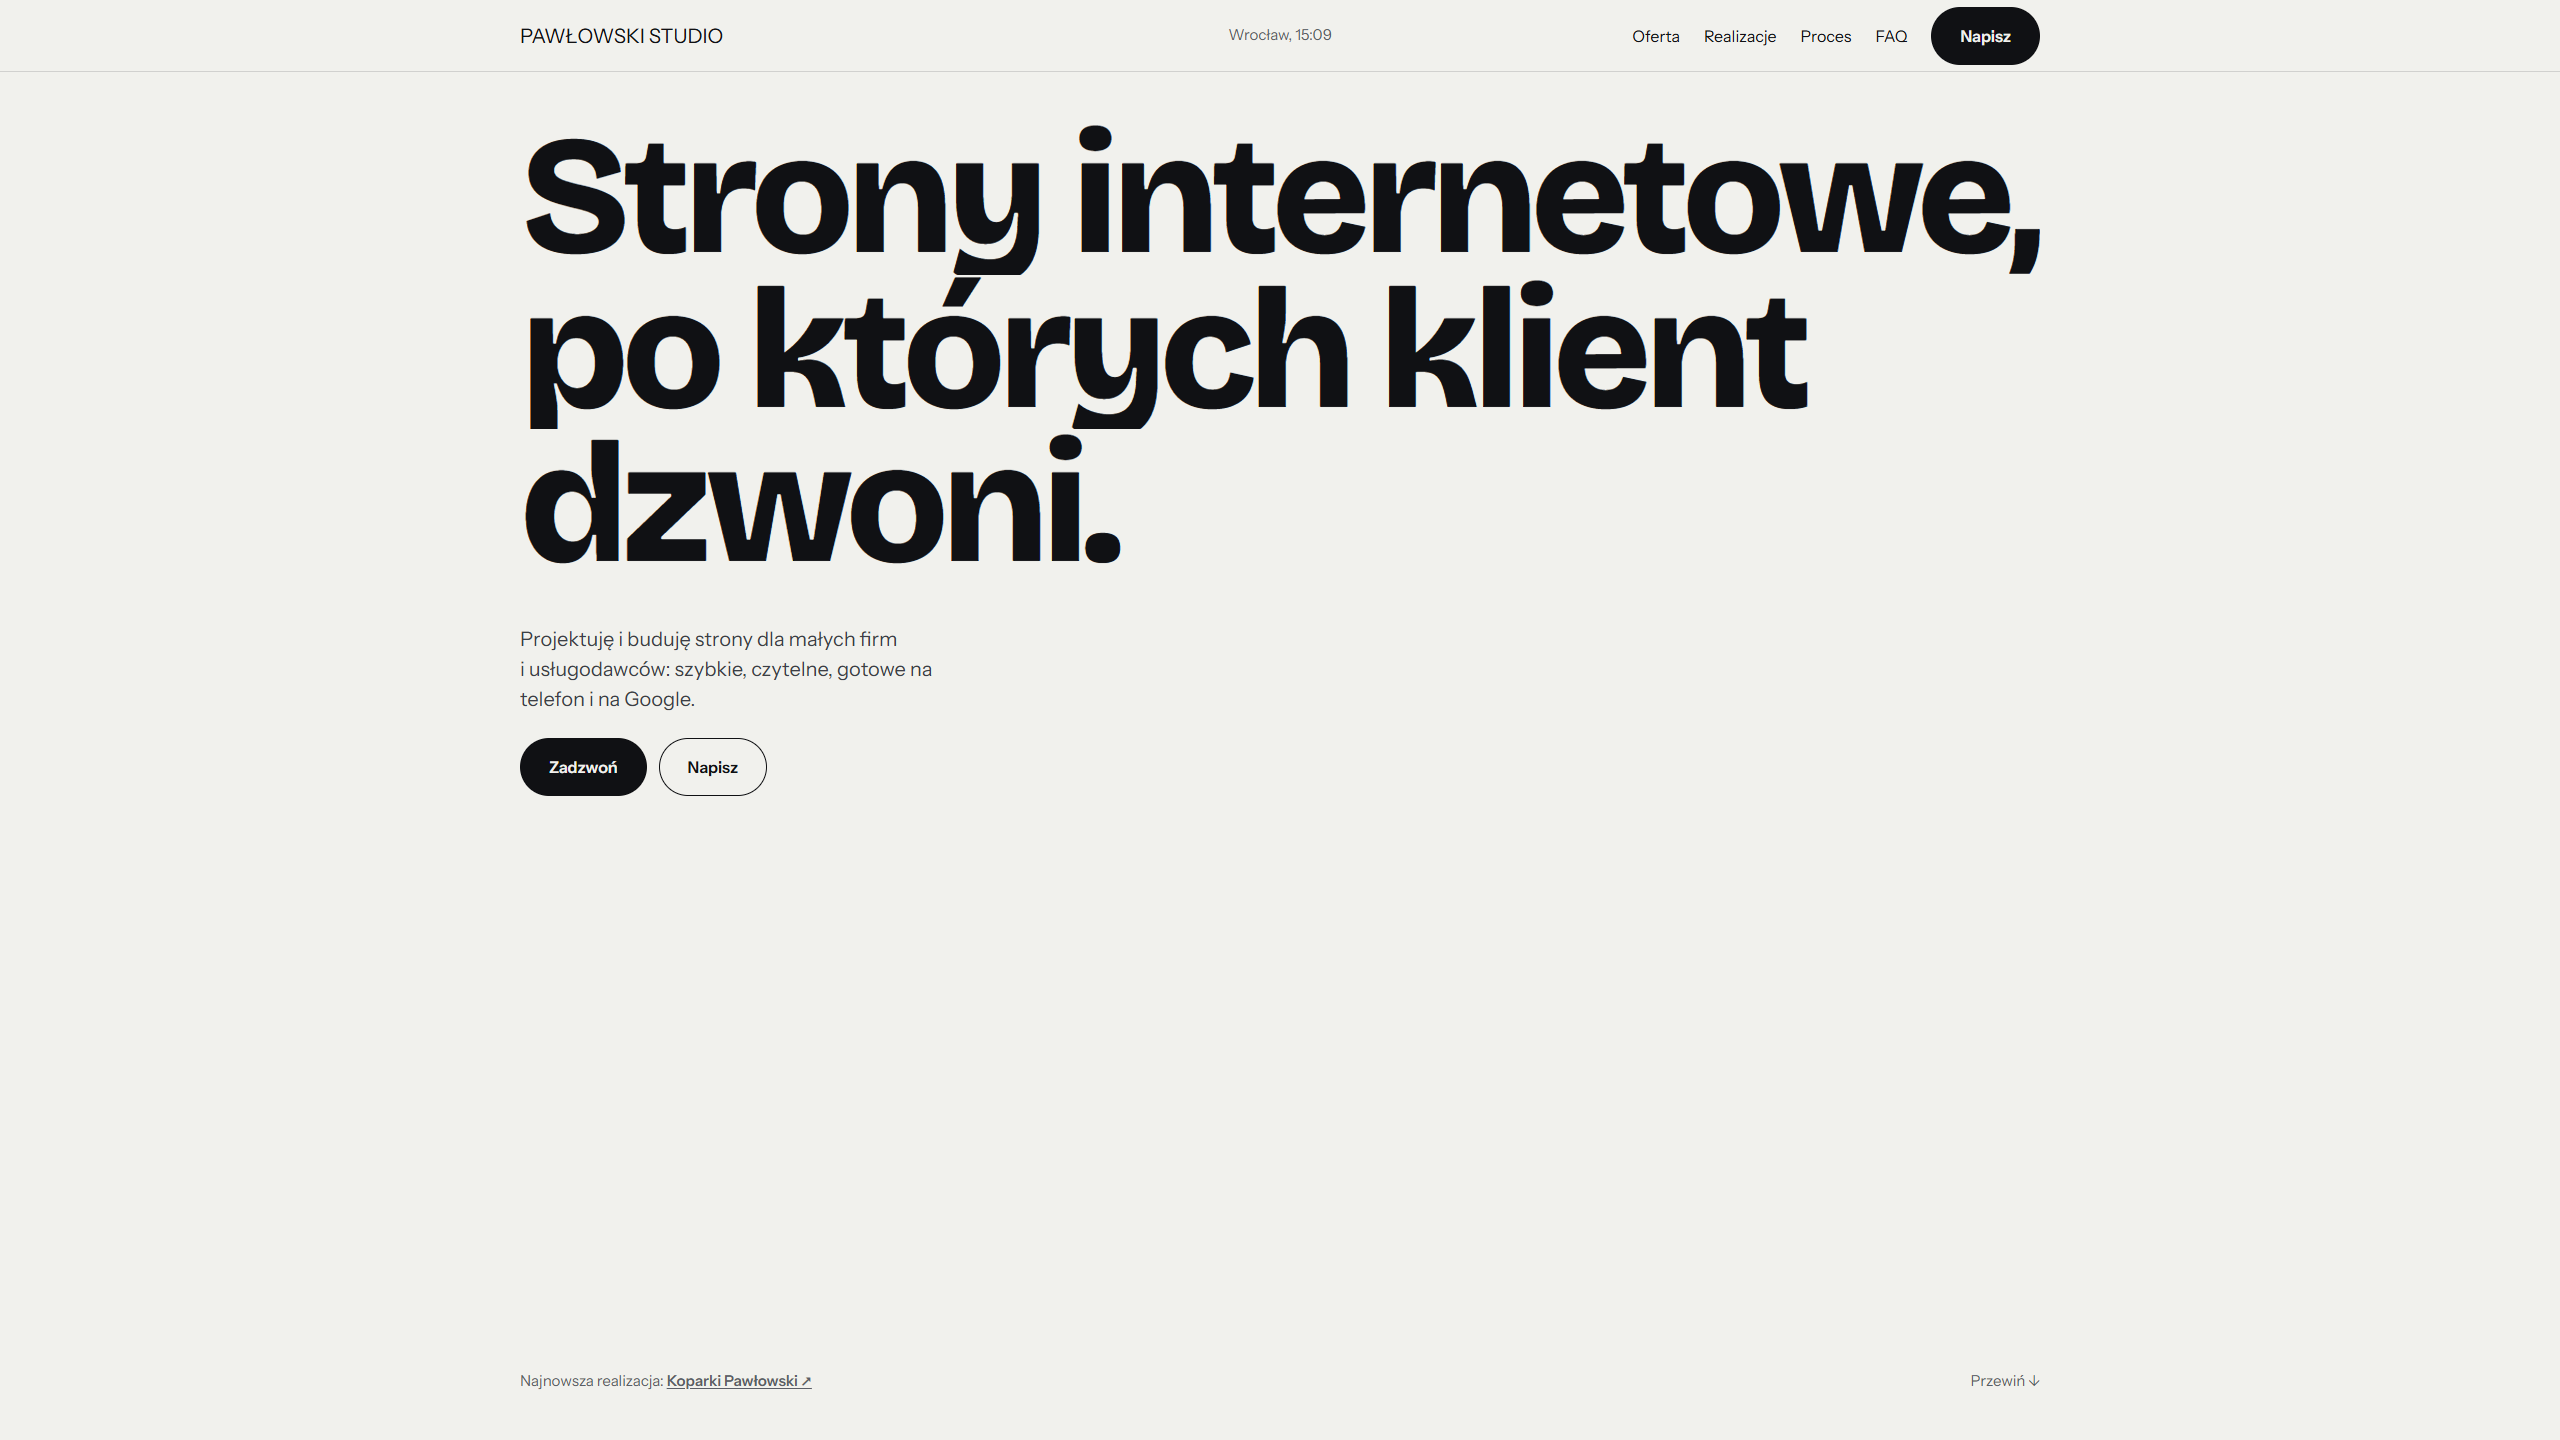 PAWŁOWSKI STUDIO
Wrocław, 15:09
Oferta
Realizacje
Proces
FAQ
Napisz
Strony internetowe,
po których klient
dzwoni.
Projektuję i buduję strony dla małych firm
i usługodawców: szybkie, czytelne, gotowe na
telefon i na Google.
Zadzwoń
Napisz
Najnowsza realizacja: Koparki Pawłowski ↗
Przewiń ↓